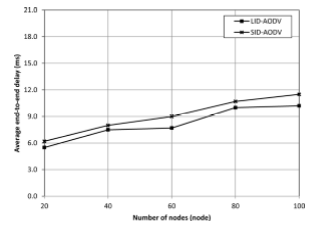 21.0
18.0
15.0
12.0
9.0
6.0
3.0
0.0
Average end-to-end delay (ms)
LID-AODV
SID-AODV
20 40 60 80 100
Number of nodes (node)